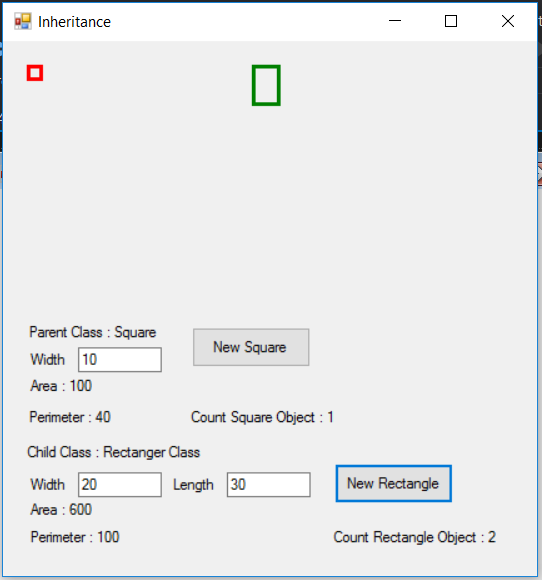 Inheritance
Parent Class : Square
Width 10 New Square
Area : 100
Perimeter : 40 Count Square Object : 1
Child Class : Rectanger Class
Width 20 Length 30 New Rectangle
Area : 600
Perimeter : 100 Count Rectangle Object : 2